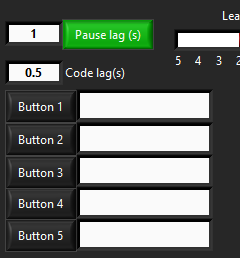 Lea
1 Pause lag (s)
5 4 3 2
0.5 Code lag(s)
Button 1
Button 2
Button 3
Button 4
Button 5